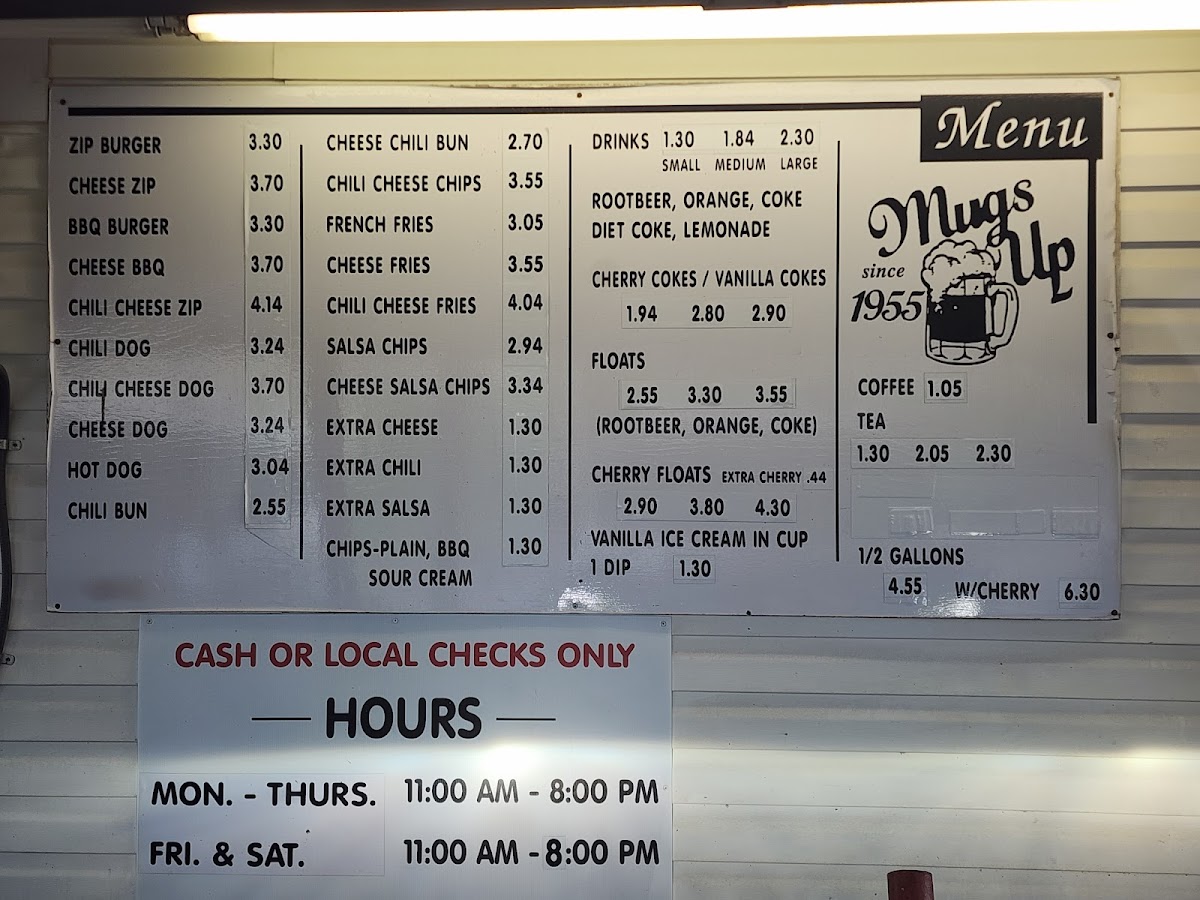 Menu
ZIP BURGER 3.30
CHEESE ZIP 3.70
BBQ BURGER 3.30
CHEESE BBQ 3.70
CHILI CHEESE ZIP 4.14
CHILI DOG 3.24
CHILI CHEESE DOG 3.70
CHEESE DOG 3.24
HOT DOG 3.04
CHILI BUN 2.55
CHEESE CHILI BUN 2.70
CHILI CHEESE CHIPS 3.55
FRENCH FRIES 3.05
CHEESE FRIES 3.55
CHILI CHEESE FRIES 4.04
SALSA CHIPS 2.94
CHEESE SALSA CHIPS 3.34
EXTRA CHEESE 1.30
EXTRA CHILI 1.30
EXTRA SALSA 1.30
CHIPS-PLAIN, BBQ 1.30
SOUR CREAM
DRINKS 1.30 1.84 2.30
SMALL MEDIUM LARGE
ROOTBEER, ORANGE, COKE
DIET COKE, LEMONADE
CHERRY COKES / VANILLA COKES
1.94 2.80 2.90
FLOATS
2.55 3.30 3.55
(ROOTBEER, ORANGE, COKE)
CHERRY FLOATS EXTRA CHERRY .44
2.90 3.80 4.30
VANILLA ICE CREAM IN CUP
1 DIP 1.30
Mugs
Up
since
1955
COFFEE 1.05
TEA
1.30 2.05 2.30
1/2 GALLONS
4.55 W/CHERRY 6.30
CASH OR LOCAL CHECKS ONLY
HOURS
MON. - THURS. 11:00 AM - 8:00 PM
FRI. & SAT. 11:00 AM - 8:00 PM